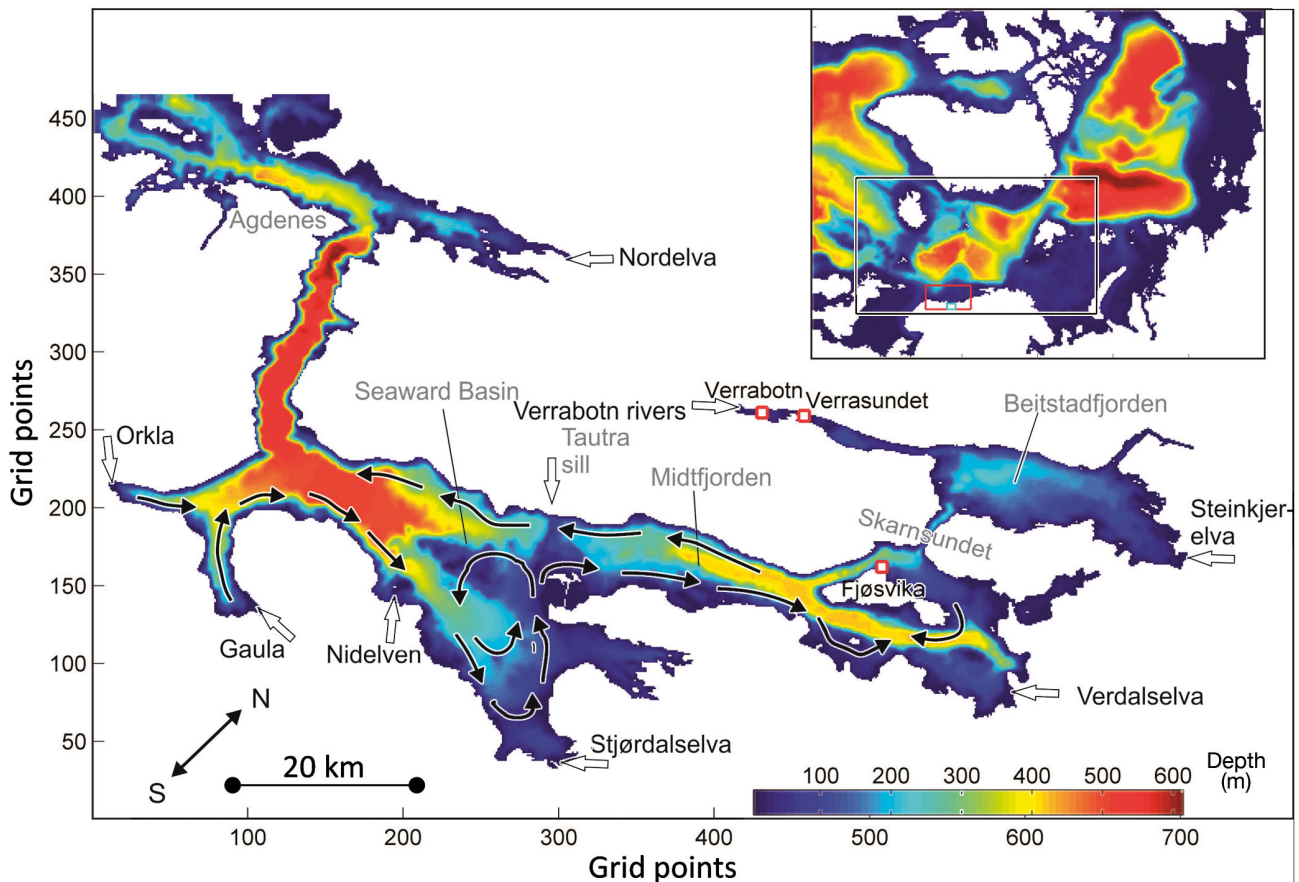 450
400
350
300
250
200
150
100
50
Grid points
Agdenes
Nordelva
Seaward Basin
Verrabotn
Verrabotn rivers
Verrasundet
Beitstadfjorden
Tautra
sill
Orkla
Midtfjorden
Skarnsundet
Steinkjer-
elva
Fjøsvika
Gaula
Nidelven
Verdalselva
Stjørdalselva
N
S
20 km
100 200 300 400 500 600
Depth
(m)
100 200 300 400 500 600 700
Grid points